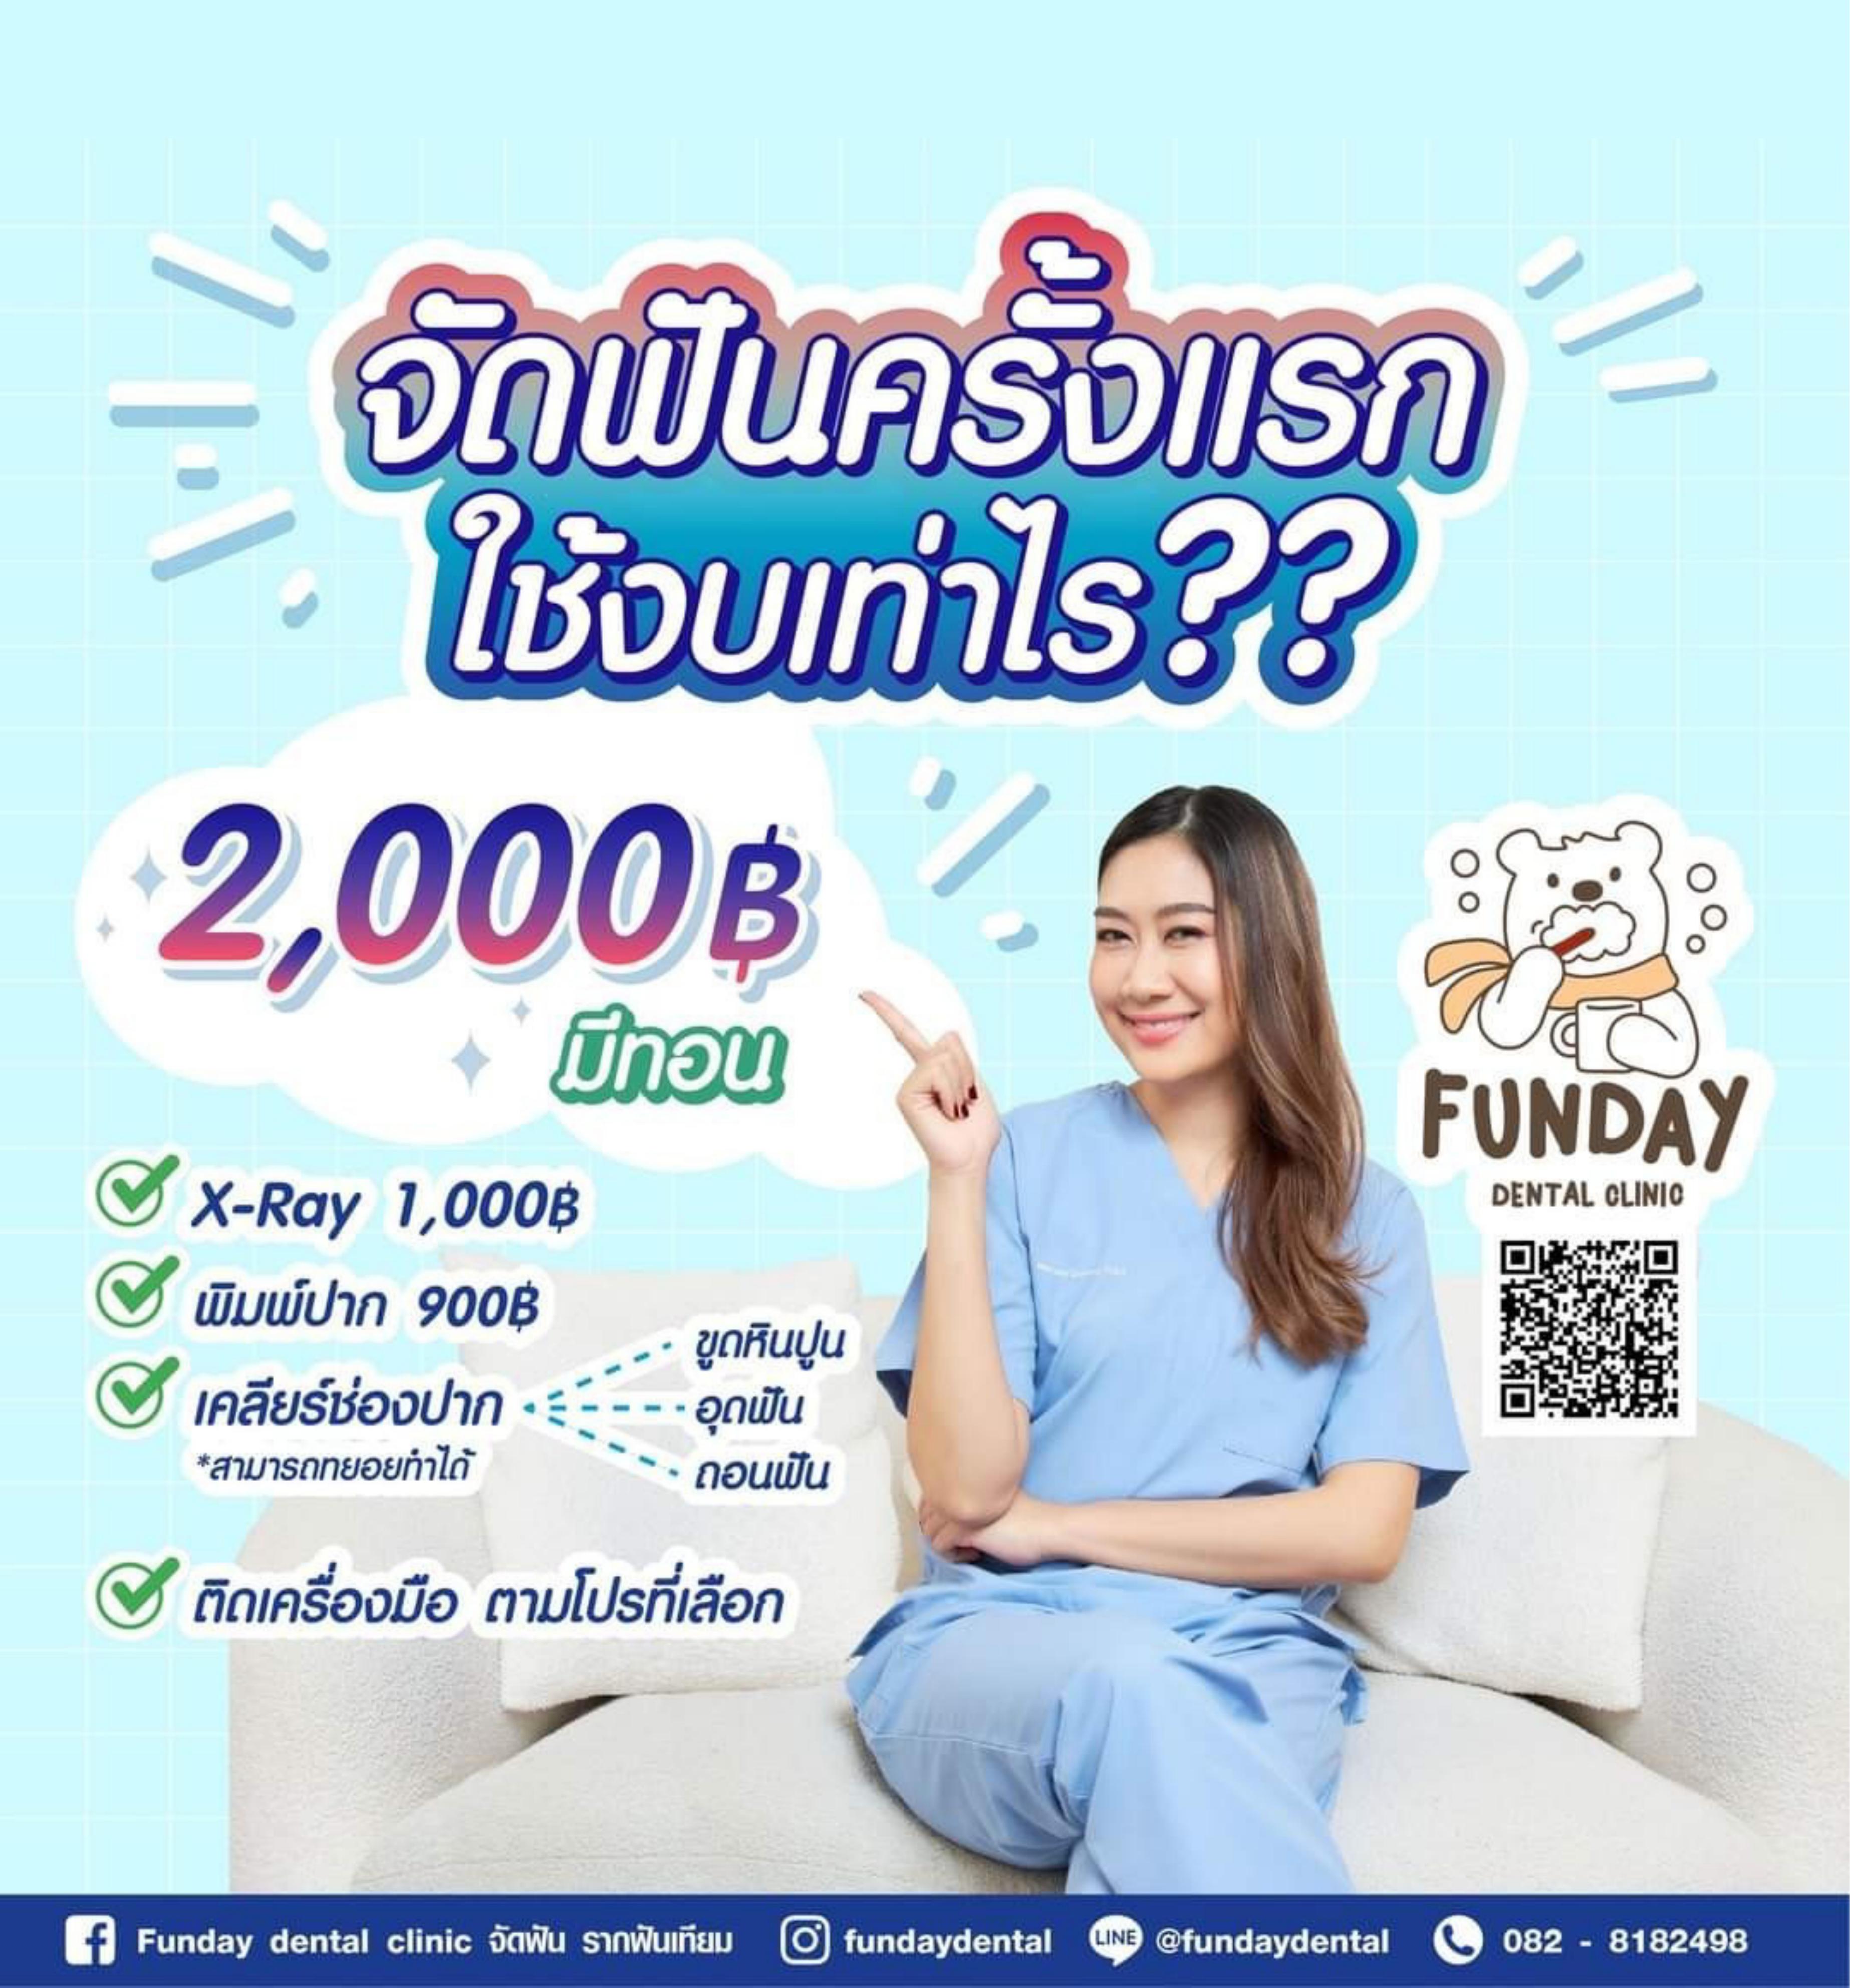 จัดฟันครั้งแรก
ใช้งบเท่าไร??
2,000฿
มีทอน
X-Ray 1,000฿
พิมพ์ปาก 900฿
เคลียร์ช่องปาก
*สามารถทยอยทำได้
ขูดหินปูน
อุดฟัน
ถอนฟัน
ติดเครื่องมือ ตามโปรที่เลือก
FUNDAY
DENTAL CLINIC
Funday dental clinic จัดฟัน รากฟันเทียม
fundaydental
LINE @fundaydental
082 - 8182498